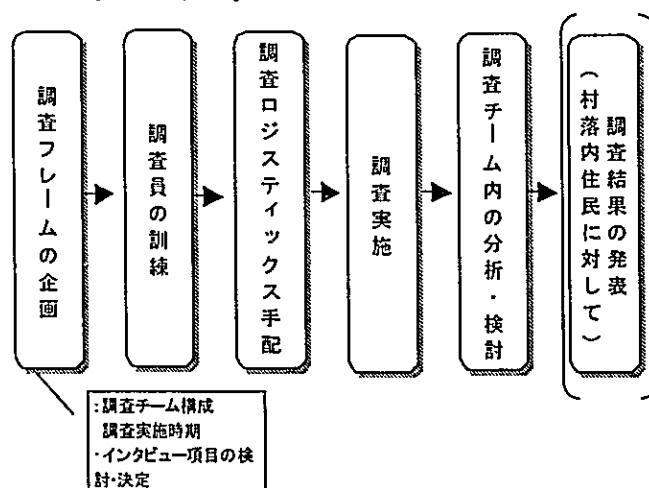 調査フレームの企画
調査員の訓練
調査ロジスティックス手配
調査実施
調査チーム内の分析・検討
調査結果の発表
（村落内住民に対して）
:調査チーム構成
調査実施時期
・インタビュー項目の検
討・決定